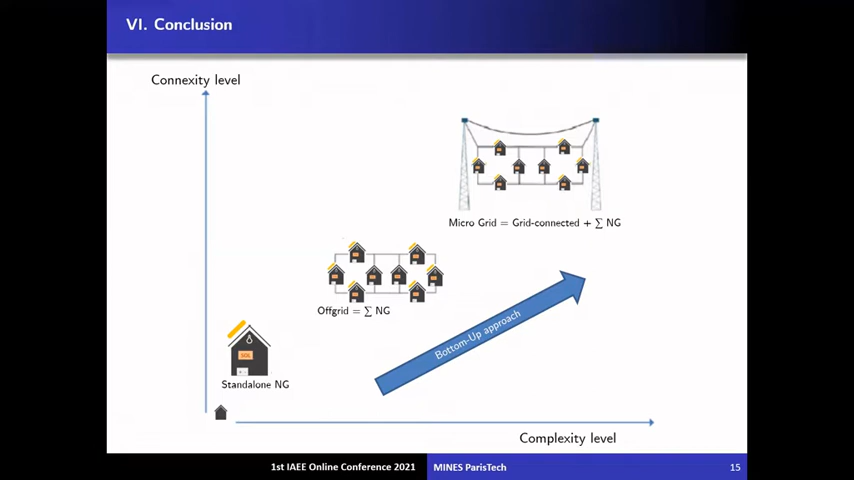 VI. Conclusion
Connexity level
Micro Grid = Grid-connected + ∑ NG
Offgrid = ∑ NG
Bottom-Up approach
Standalone NG
Complexity level
1st IAEE Online Conference 2021
MINES ParisTech
15